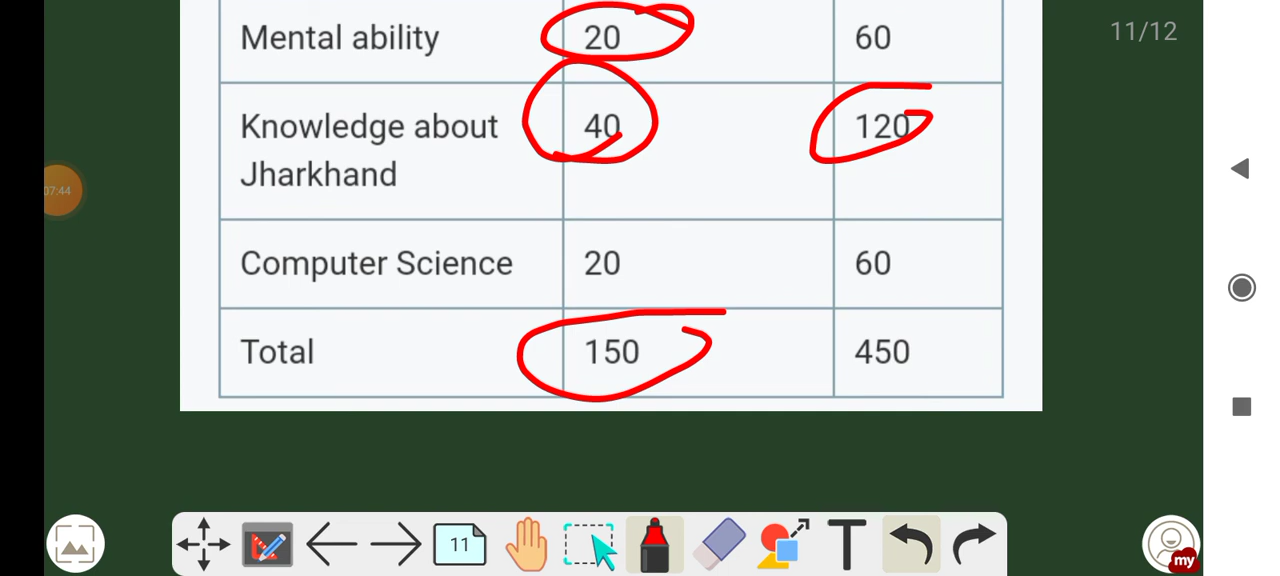 11/12
Mental ability 20 60
Knowledge about 40 120
Jharkhand
07:44
Computer Science 20 60
Total 150 450
11
T
my